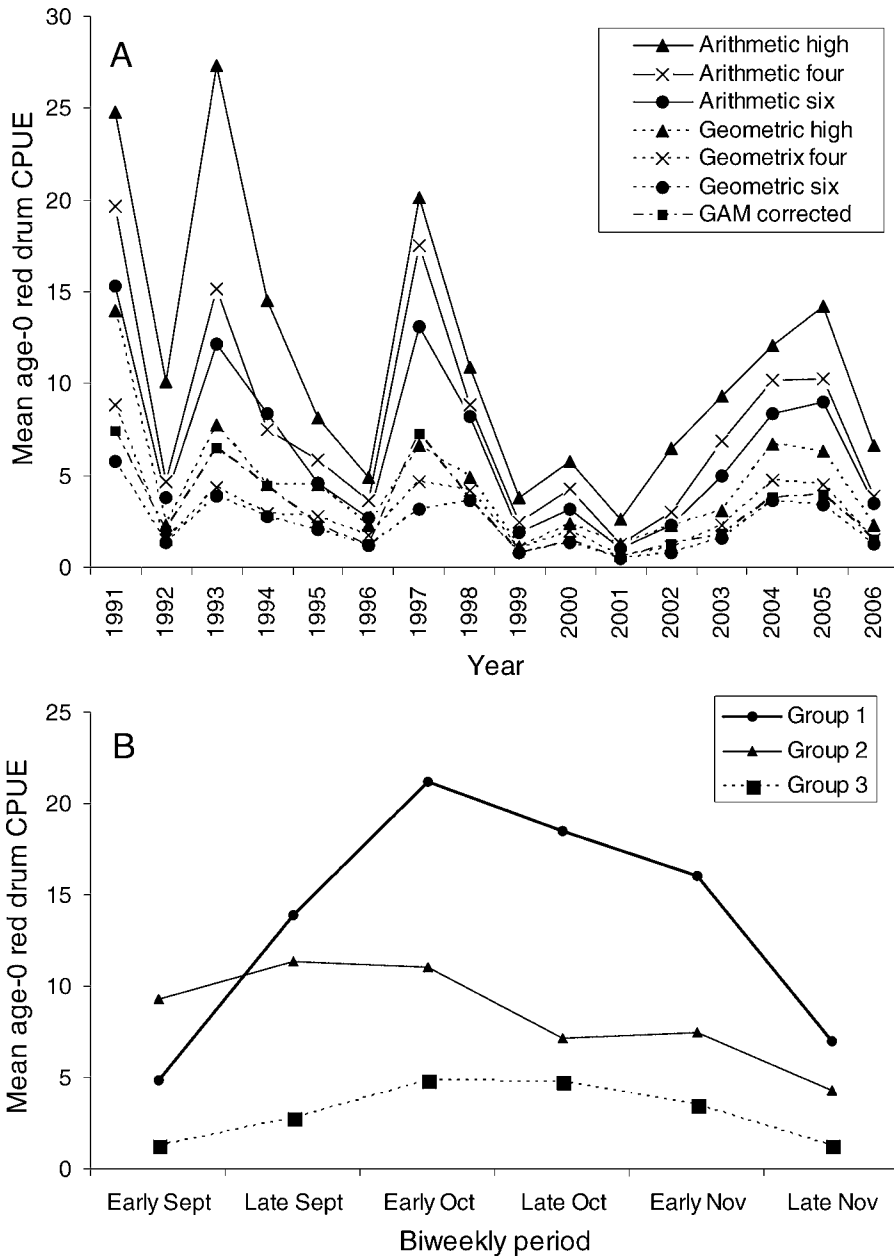 A
Mean age-0 red drum CPUE
30
25
20
15
10
5
0
Arithmetic high
Arithmetic four
Arithmetic six
Geometric high
Geometrix four
Geometric six
GAM corrected
1991 1992 1993 1994 1995 1996 1997 1998 1999 2000 2001 2002 2003 2004 2005 2006
Year
B
Mean age-0 red drum CPUE
25
20
15
10
5
0
Group 1
Group 2
Group 3
Early Sept Late Sept Early Oct Late Oct Early Nov Late Nov
Biweekly period